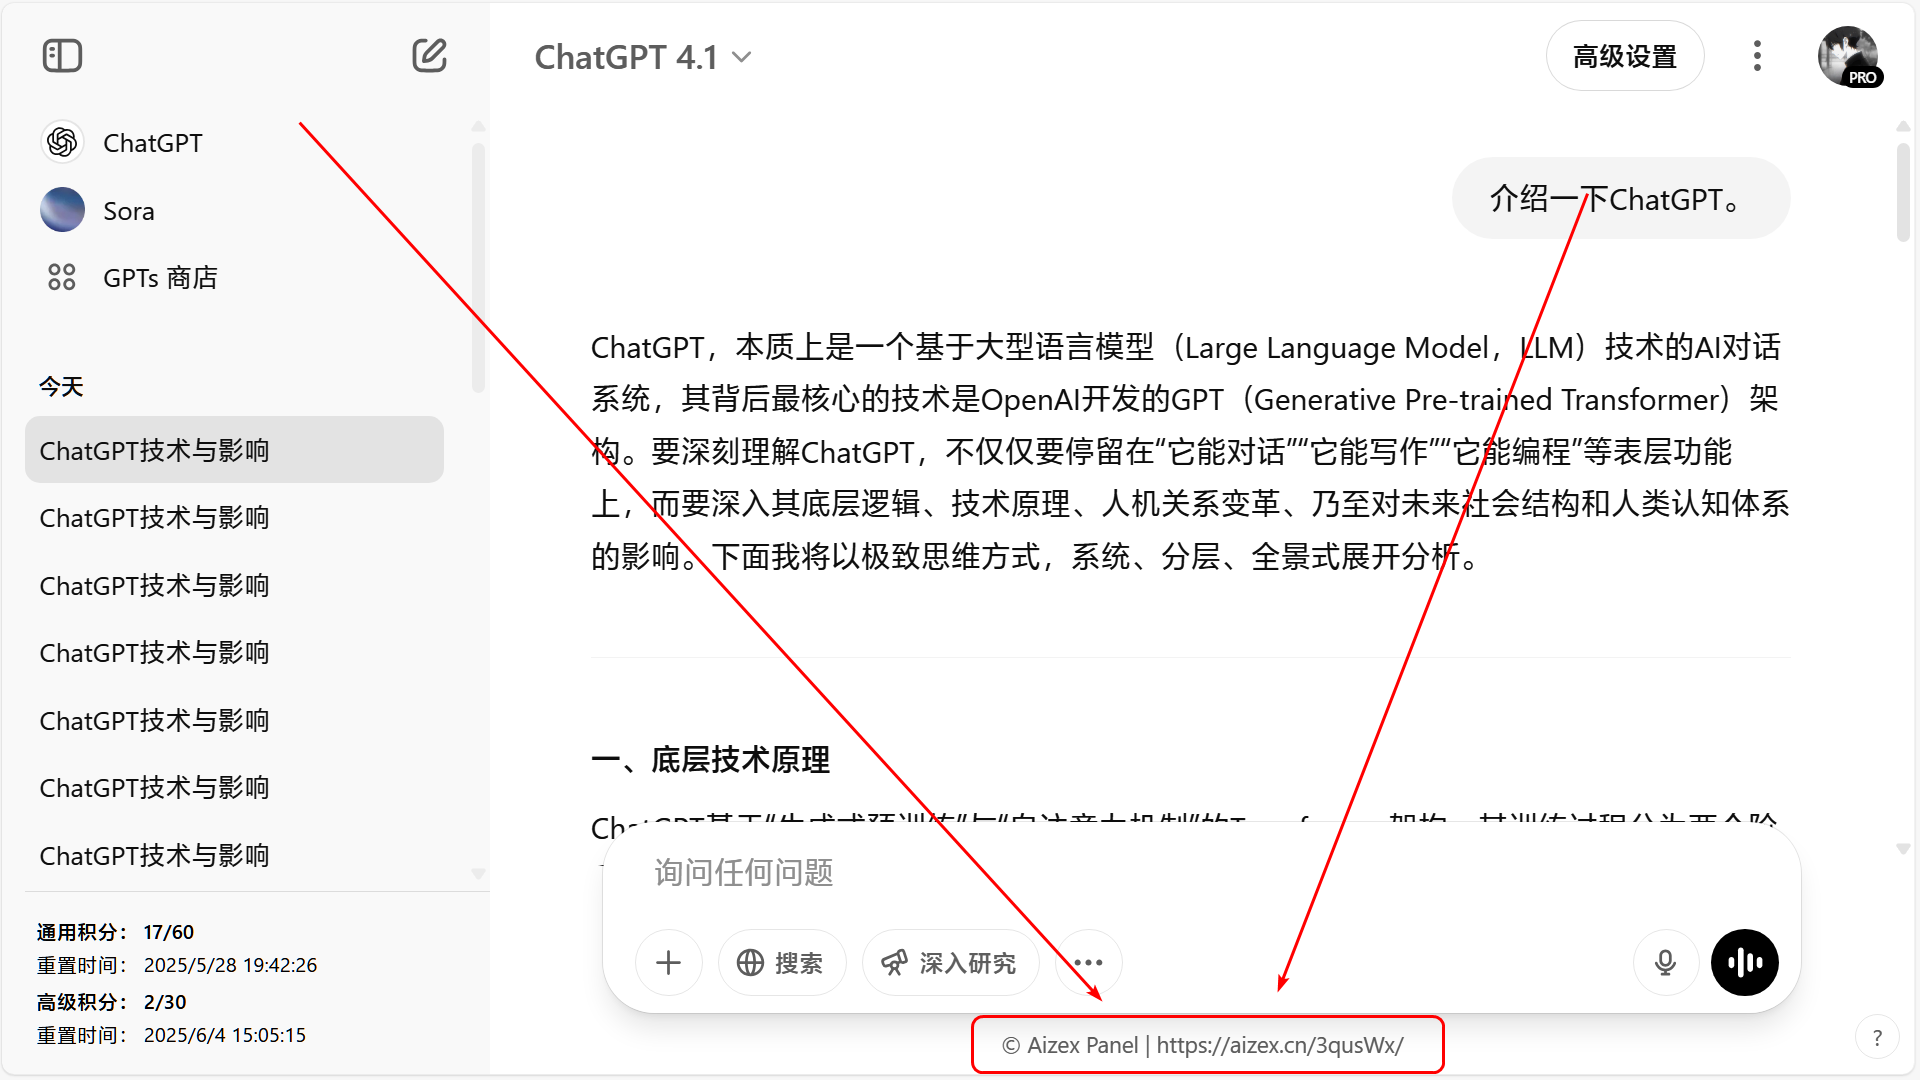 ChatGPT
Sora
GPTs 商店
今天
ChatGPT技术与影响
ChatGPT技术与影响
ChatGPT技术与影响
ChatGPT技术与影响
ChatGPT技术与影响
ChatGPT技术与影响
ChatGPT技术与影响
通用积分： 17/60
重置时间： 2025/5/28 19:42:26
高级积分： 2/30
重置时间： 2025/6/4 15:05:15
ChatGPT 4.1
高级设置
PRO
介绍一下ChatGPT。
ChatGPT，本质上是一个基于大型语言模型（Large Language Model，LLM）技术的AI对话
系统，其背后最核心的技术是OpenAI开发的GPT（Generative Pre-trained Transformer）架
构。要深刻理解ChatGPT，不仅仅要停留在“它能对话”“它能写作”“它能编程”等表层功能
上，而要深入其底层逻辑、技术原理、人机关系变革、乃至对未来社会结构和人类认知体系
的影响。下面我将以极致思维方式，系统、分层、全景式展开分析。
一、底层技术原理
询问任何问题
搜索
深入研究
© Aizex Panel | https://aizex.cn/3qusWx/
?